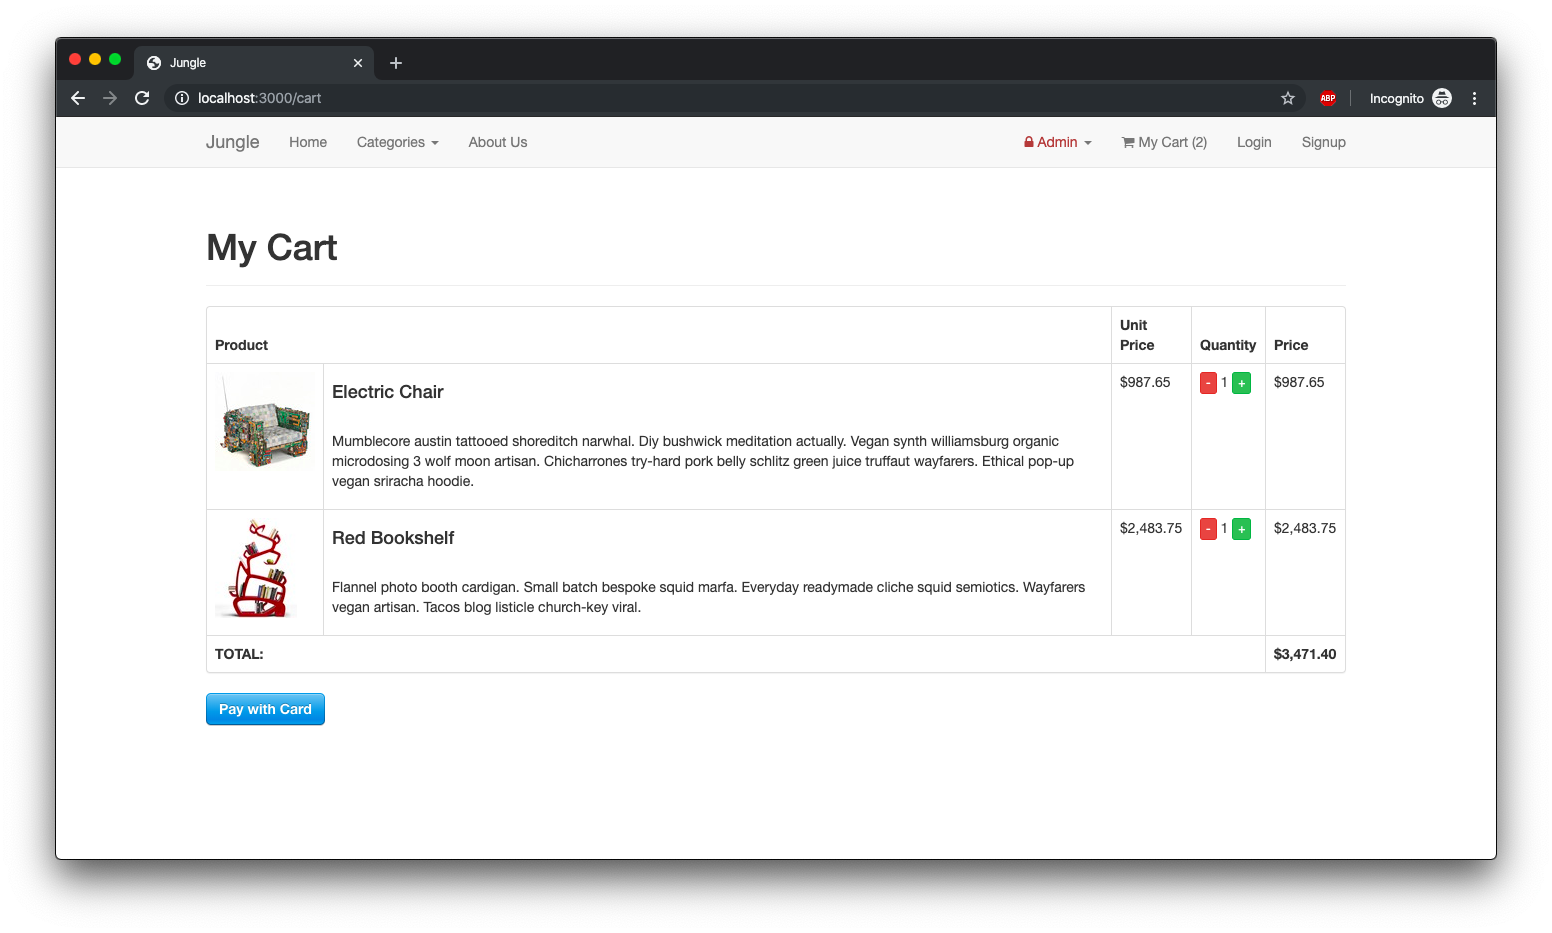 Jungle
localhost:3000/cart
ABP
Incognito
Jungle Home Categories About Us Admin My Cart (2) Login Signup
My Cart
Product Unit Price Quantity Price
Electric Chair
$987.65 - 1 + $987.65
Mumblecore austin tattooed shoreditch narwhal. Diy bushwick meditation actually. Vegan synth williamsburg organic
microdosing 3 wolf moon artisan. Chicharrones try-hard pork belly schlitz green juice truffaut wayfarers. Ethical pop-up
vegan sriracha hoodie.
Red Bookshelf
$2,483.75 - 1 + $2,483.75
Flannel photo booth cardigan. Small batch bespoke squid marfa. Everyday readymade cliche squid semiotics. Wayfarers
vegan artisan. Tacos blog listicle church-key viral.
TOTAL: $3,471.40
Pay with Card